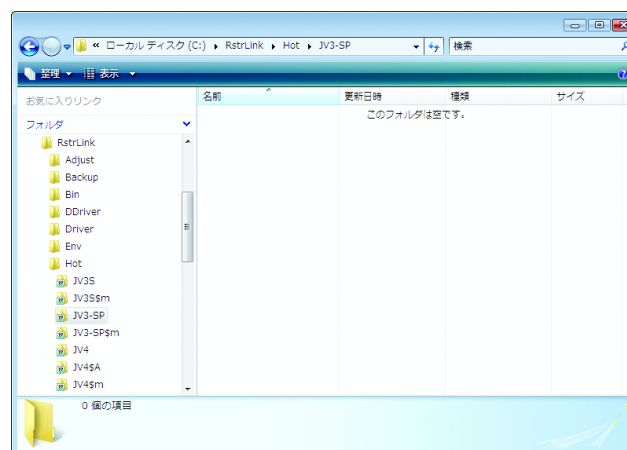 « ローカル ディスク (C:) ▸ RstrLink ▸ Hot ▸ JV3-SP
検索
整理 表示
お気に入りリンク
名前 更新日時 種類 サイズ
このフォルダは空です。
フォルダ
RstrLink
Adjust
Backup
Bin
DDriver
Driver
Env
Hot
JV3S
JV3S$m
JV3-SP
JV3-SP$m
JV4
JV4$A
JV4$m
0 個の項目